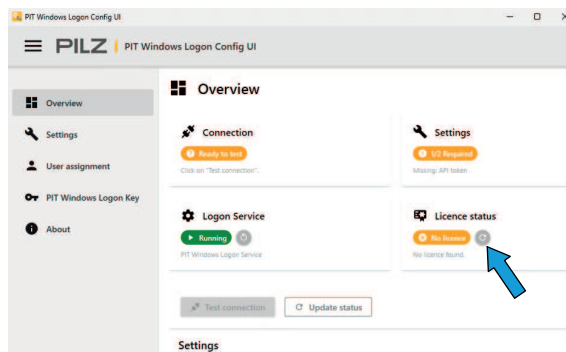 PIT Windows Logon Config UI
PILZ PIT Windows Logon Config UI
Overview
Settings
User assignment
PIT Windows Logon Key
About
Overview
Connection
Ready to test
Click on "Test connection".
Settings
1/2 Required
Missing: API token
Logon Service
Running
PIT Windows Logon Service
Licence status
No licence
No licence found.
Test connection
Update status
Settings